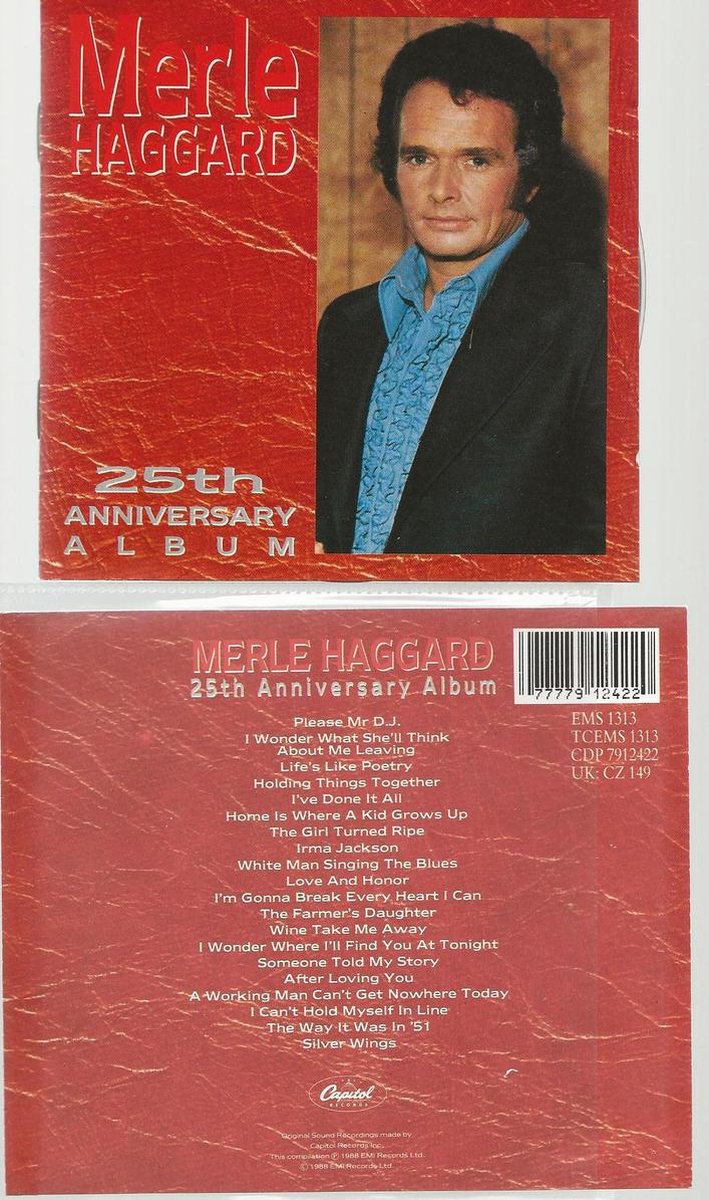 Merle
HAGGARD
25th
ANNIVERSARY
ALBUM
MERLE HAGGARD
25th Anniversary Album
77779 12422
EMS 1313
TCEMS 1313
CDP 7912422
UK: CZ 149
Please Mr D.J.
I Wonder What She'll Think
About Me Leaving
Life's Like Poetry
Holding Things Together
I've Done It All
Home Is Where A Kid Grows Up
The Girl Turned Ripe
Irma Jackson
White Man Singing The Blues
Love And Honor
I'm Gonna Break Every Heart I Can
The Farmer's Daughter
Wine Take Me Away
I Wonder Where I'll Find You At Tonight
Someone Told My Story
After Loving You
A Working Man Can't Get Nowhere Today
I Can't Hold Myself In Line
The Way It Was In '51
Silver Wings
Capitol
RECORDS
Original Sound Recordings made by
Capitol Records Inc.
This compilation ℗ 1988 EMI Records Ltd.
© 1988 EMI Records Ltd